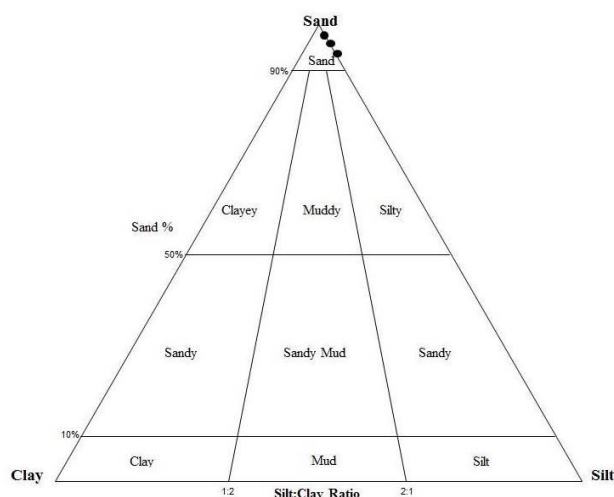 Sand
Sand
90%
Clayey Muddy Silty
Sand %
50%
Sandy Sandy Mud Sandy
10%
Clay Clay Mud Silt Silt
1:2 Silt:Clay Ratio 2:1